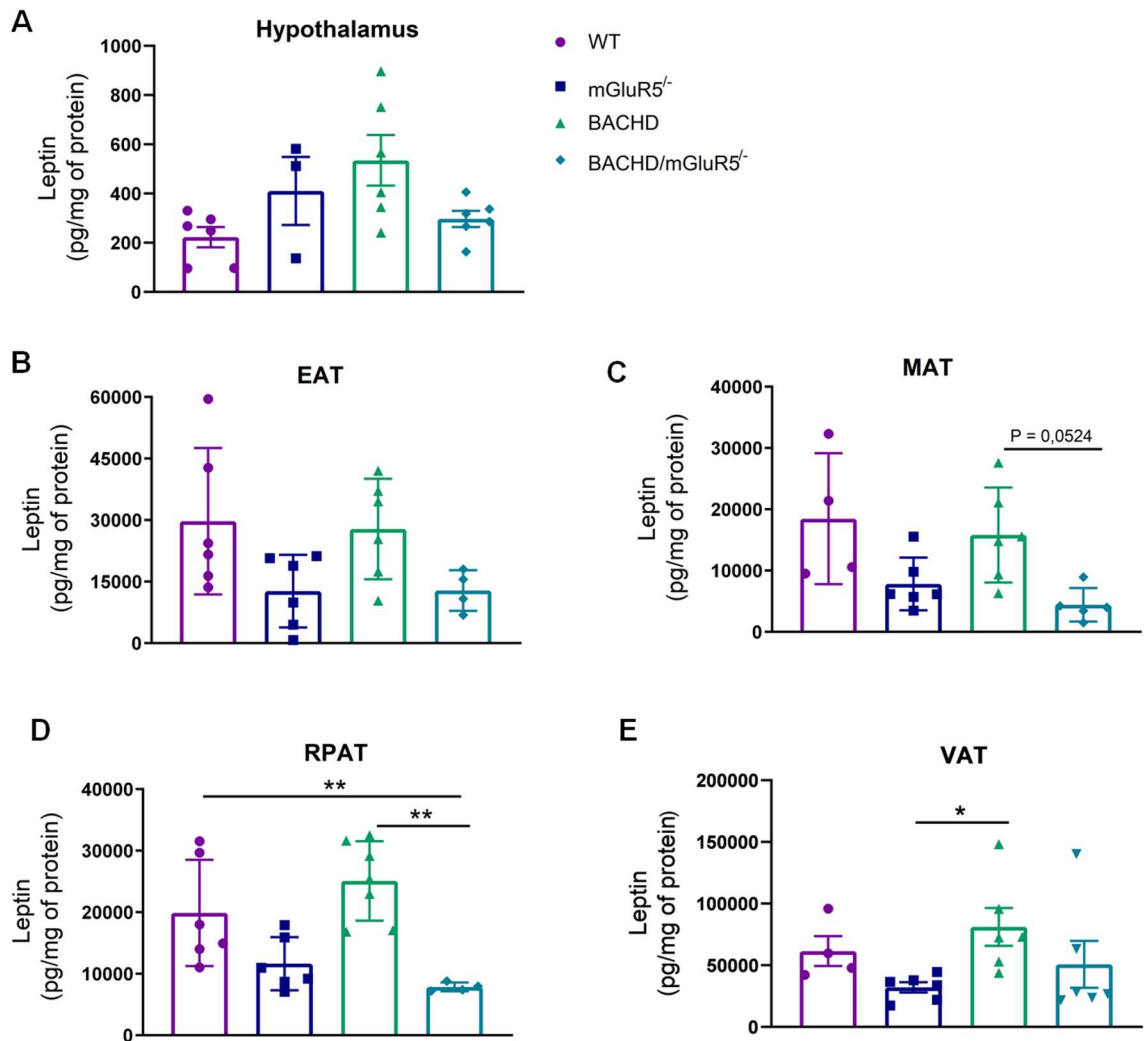 A
Hypothalamus
Leptin
(pg/mg of protein)
1000
800
600
400
200
0
WT
mGluR5/-
BACHD
BACHD/mGluR5/-
B
EAT
Leptin
(pg/mg of protein)
60000
45000
30000
15000
0
C
MAT
Leptin
(pg/mg of protein)
40000
30000
20000
10000
0
P = 0,0524
D
RPAT
Leptin
(pg/mg of protein)
40000
30000
20000
10000
0
**
**
E
VAT
Leptin
(pg/mg of protein)
200000
150000
100000
50000
0
*